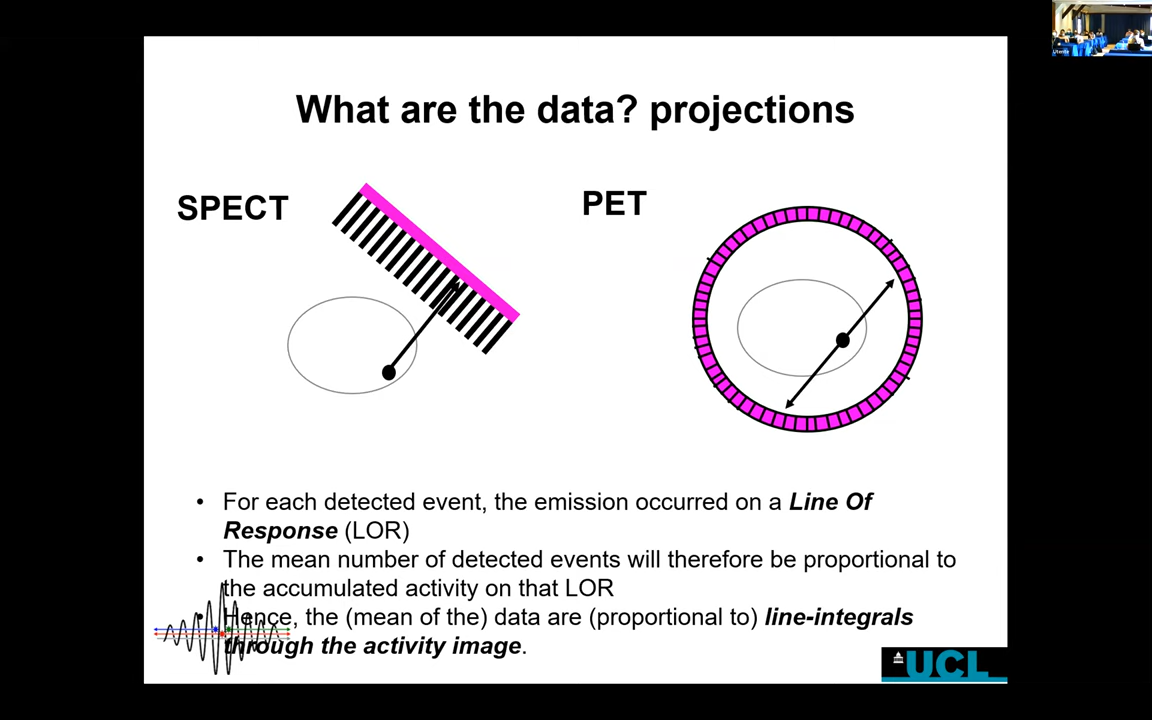 What are the data? projections
SPECT
PET
• For each detected event, the emission occurred on a Line Of
Response (LOR)
• The mean number of detected events will therefore be proportional to
the accumulated activity on that LOR
• Hence, the (mean of the) data are (proportional to) line-integrals
through the activity image.
UCL